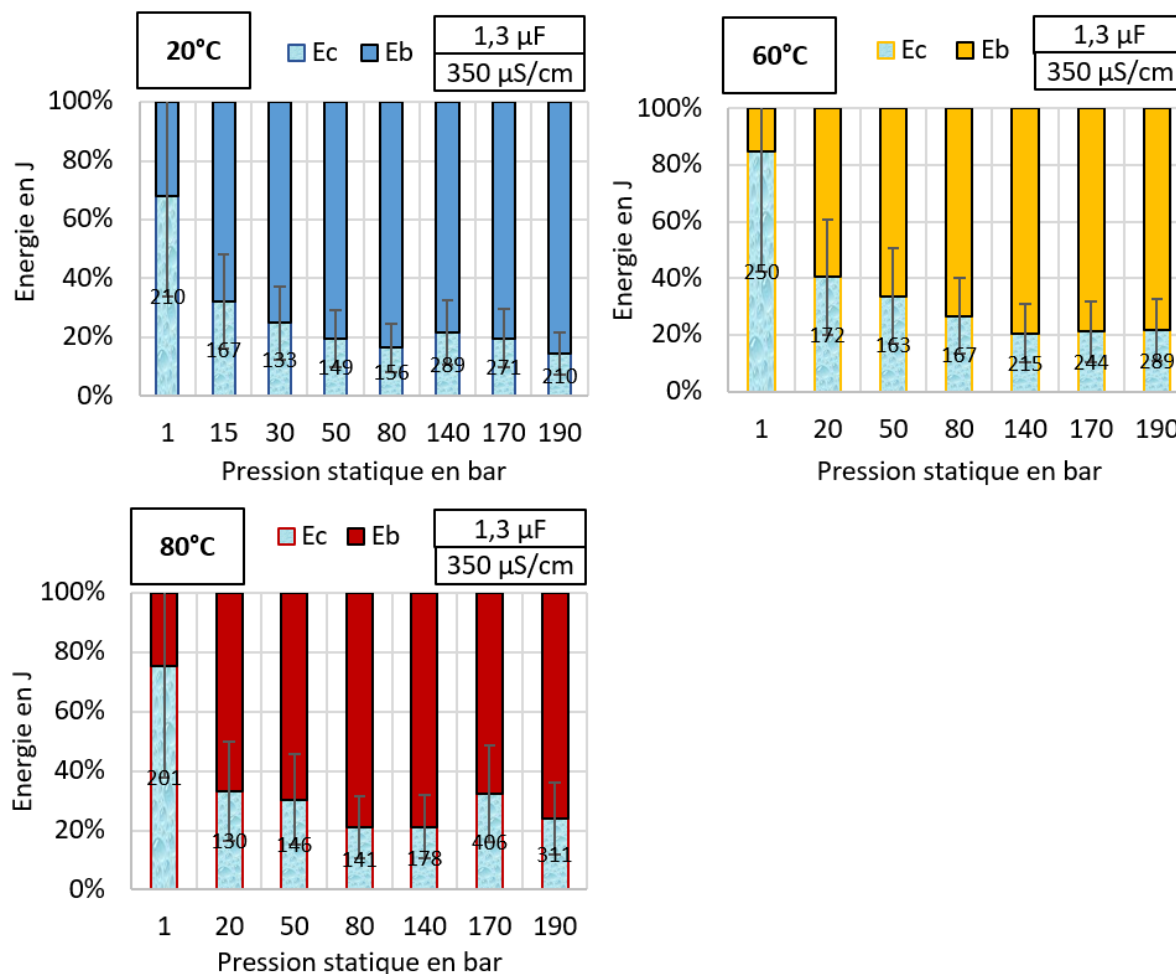 20°C
Ec Eb
1,3 µF
350 µS/cm
Energie en J
100%
80%
60%
40%
20%
0%
210 167 133 149 156 289 271 210
1 15 30 50 80 140 170 190
Pression statique en bar
60°C
Ec Eb
1,3 µF
350 µS/cm
Energie en J
100%
80%
60%
40%
20%
0%
250 172 163 167 215 244 289
1 20 50 80 140 170 190
Pression statique en bar
80°C
Ec Eb
1,3 µF
350 µS/cm
Energie en J
100%
80%
60%
40%
20%
0%
201 130 146 141 178 406 311
1 20 50 80 140 170 190
Pression statique en bar